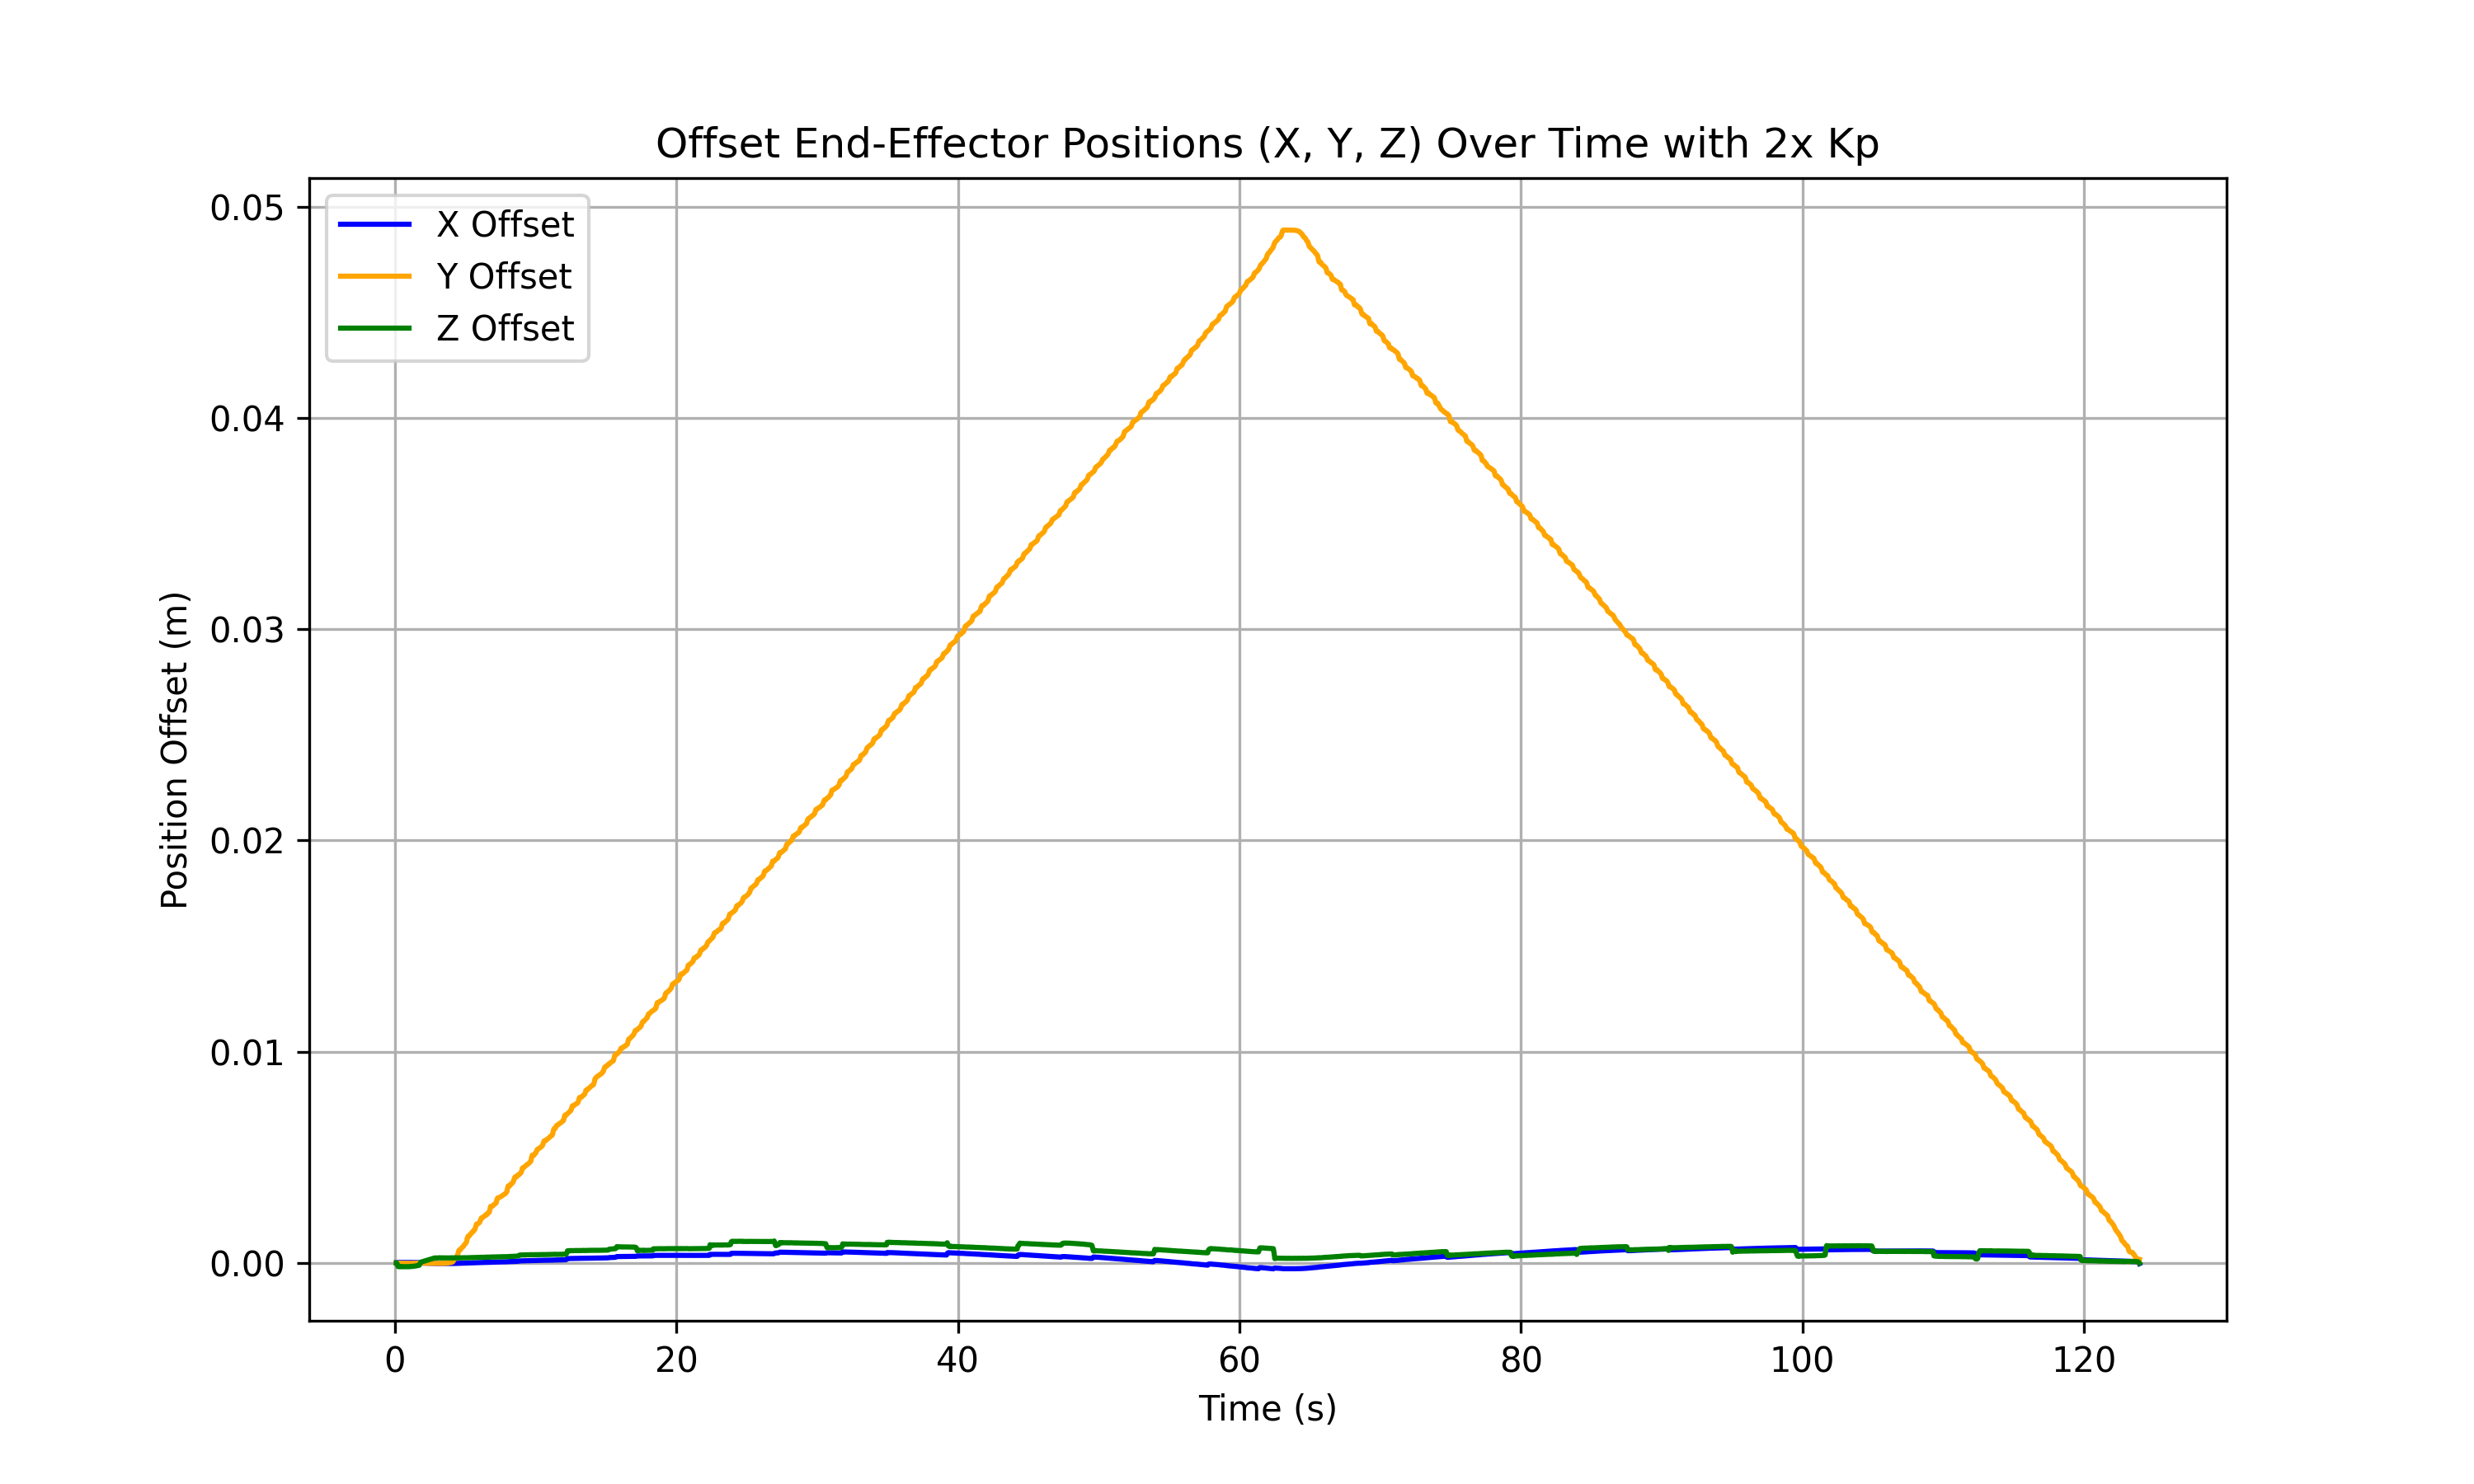 Offset End-Effector Positions (X, Y, Z) Over Time with 2x Kp
X Offset
Y Offset
Z Offset
Position Offset (m)
0.05
0.04
0.03
0.02
0.01
0.00
0 20 40 60 80 100 120
Time (s)